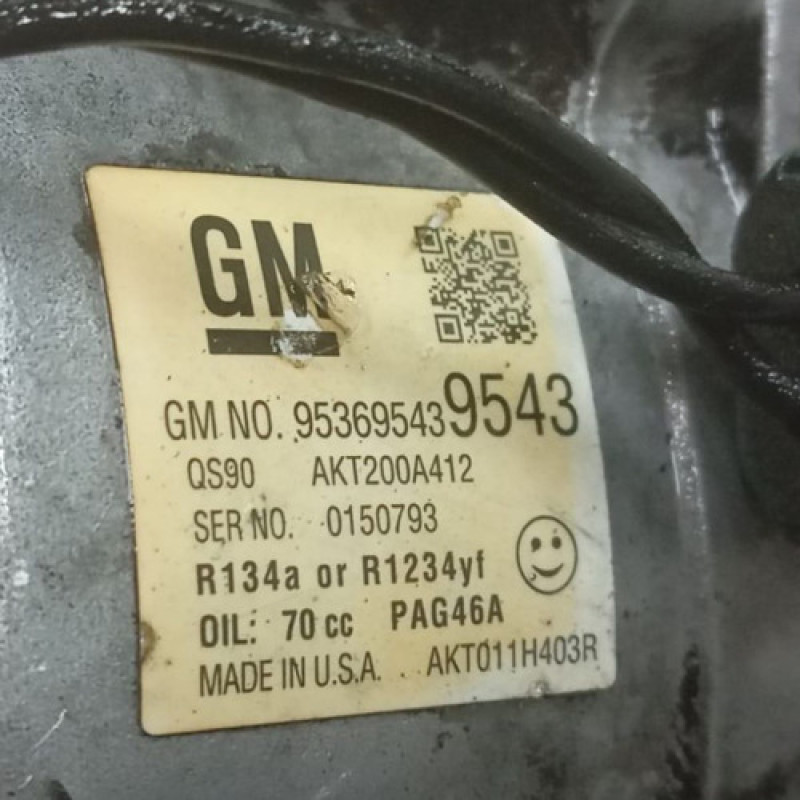 GM
GM NO. 95369543 9543
QS90 AKT200A412
SER NO. 0150793
R134a or R1234yf
OIL: 70 cc PAG46A
MADE IN U.S.A. AKT011H403R